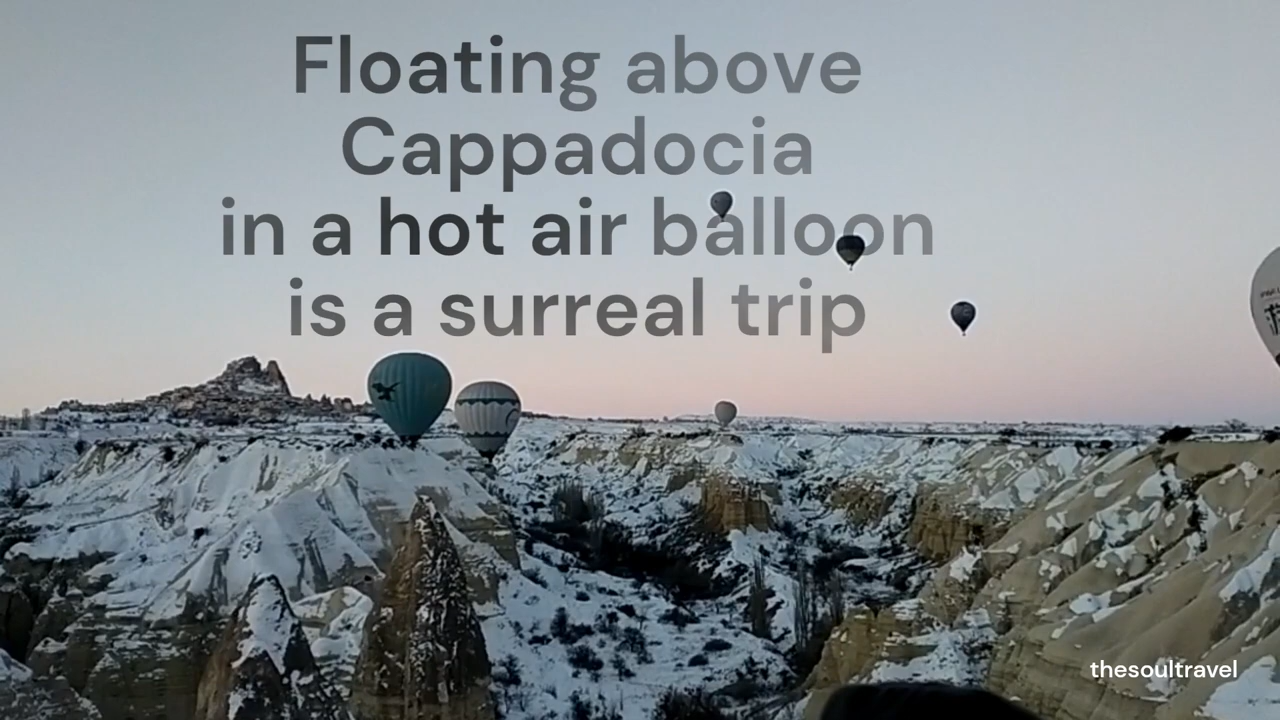 Floating above
Cappadocia
in a hot air balloon
is a surreal trip
thesoultravel